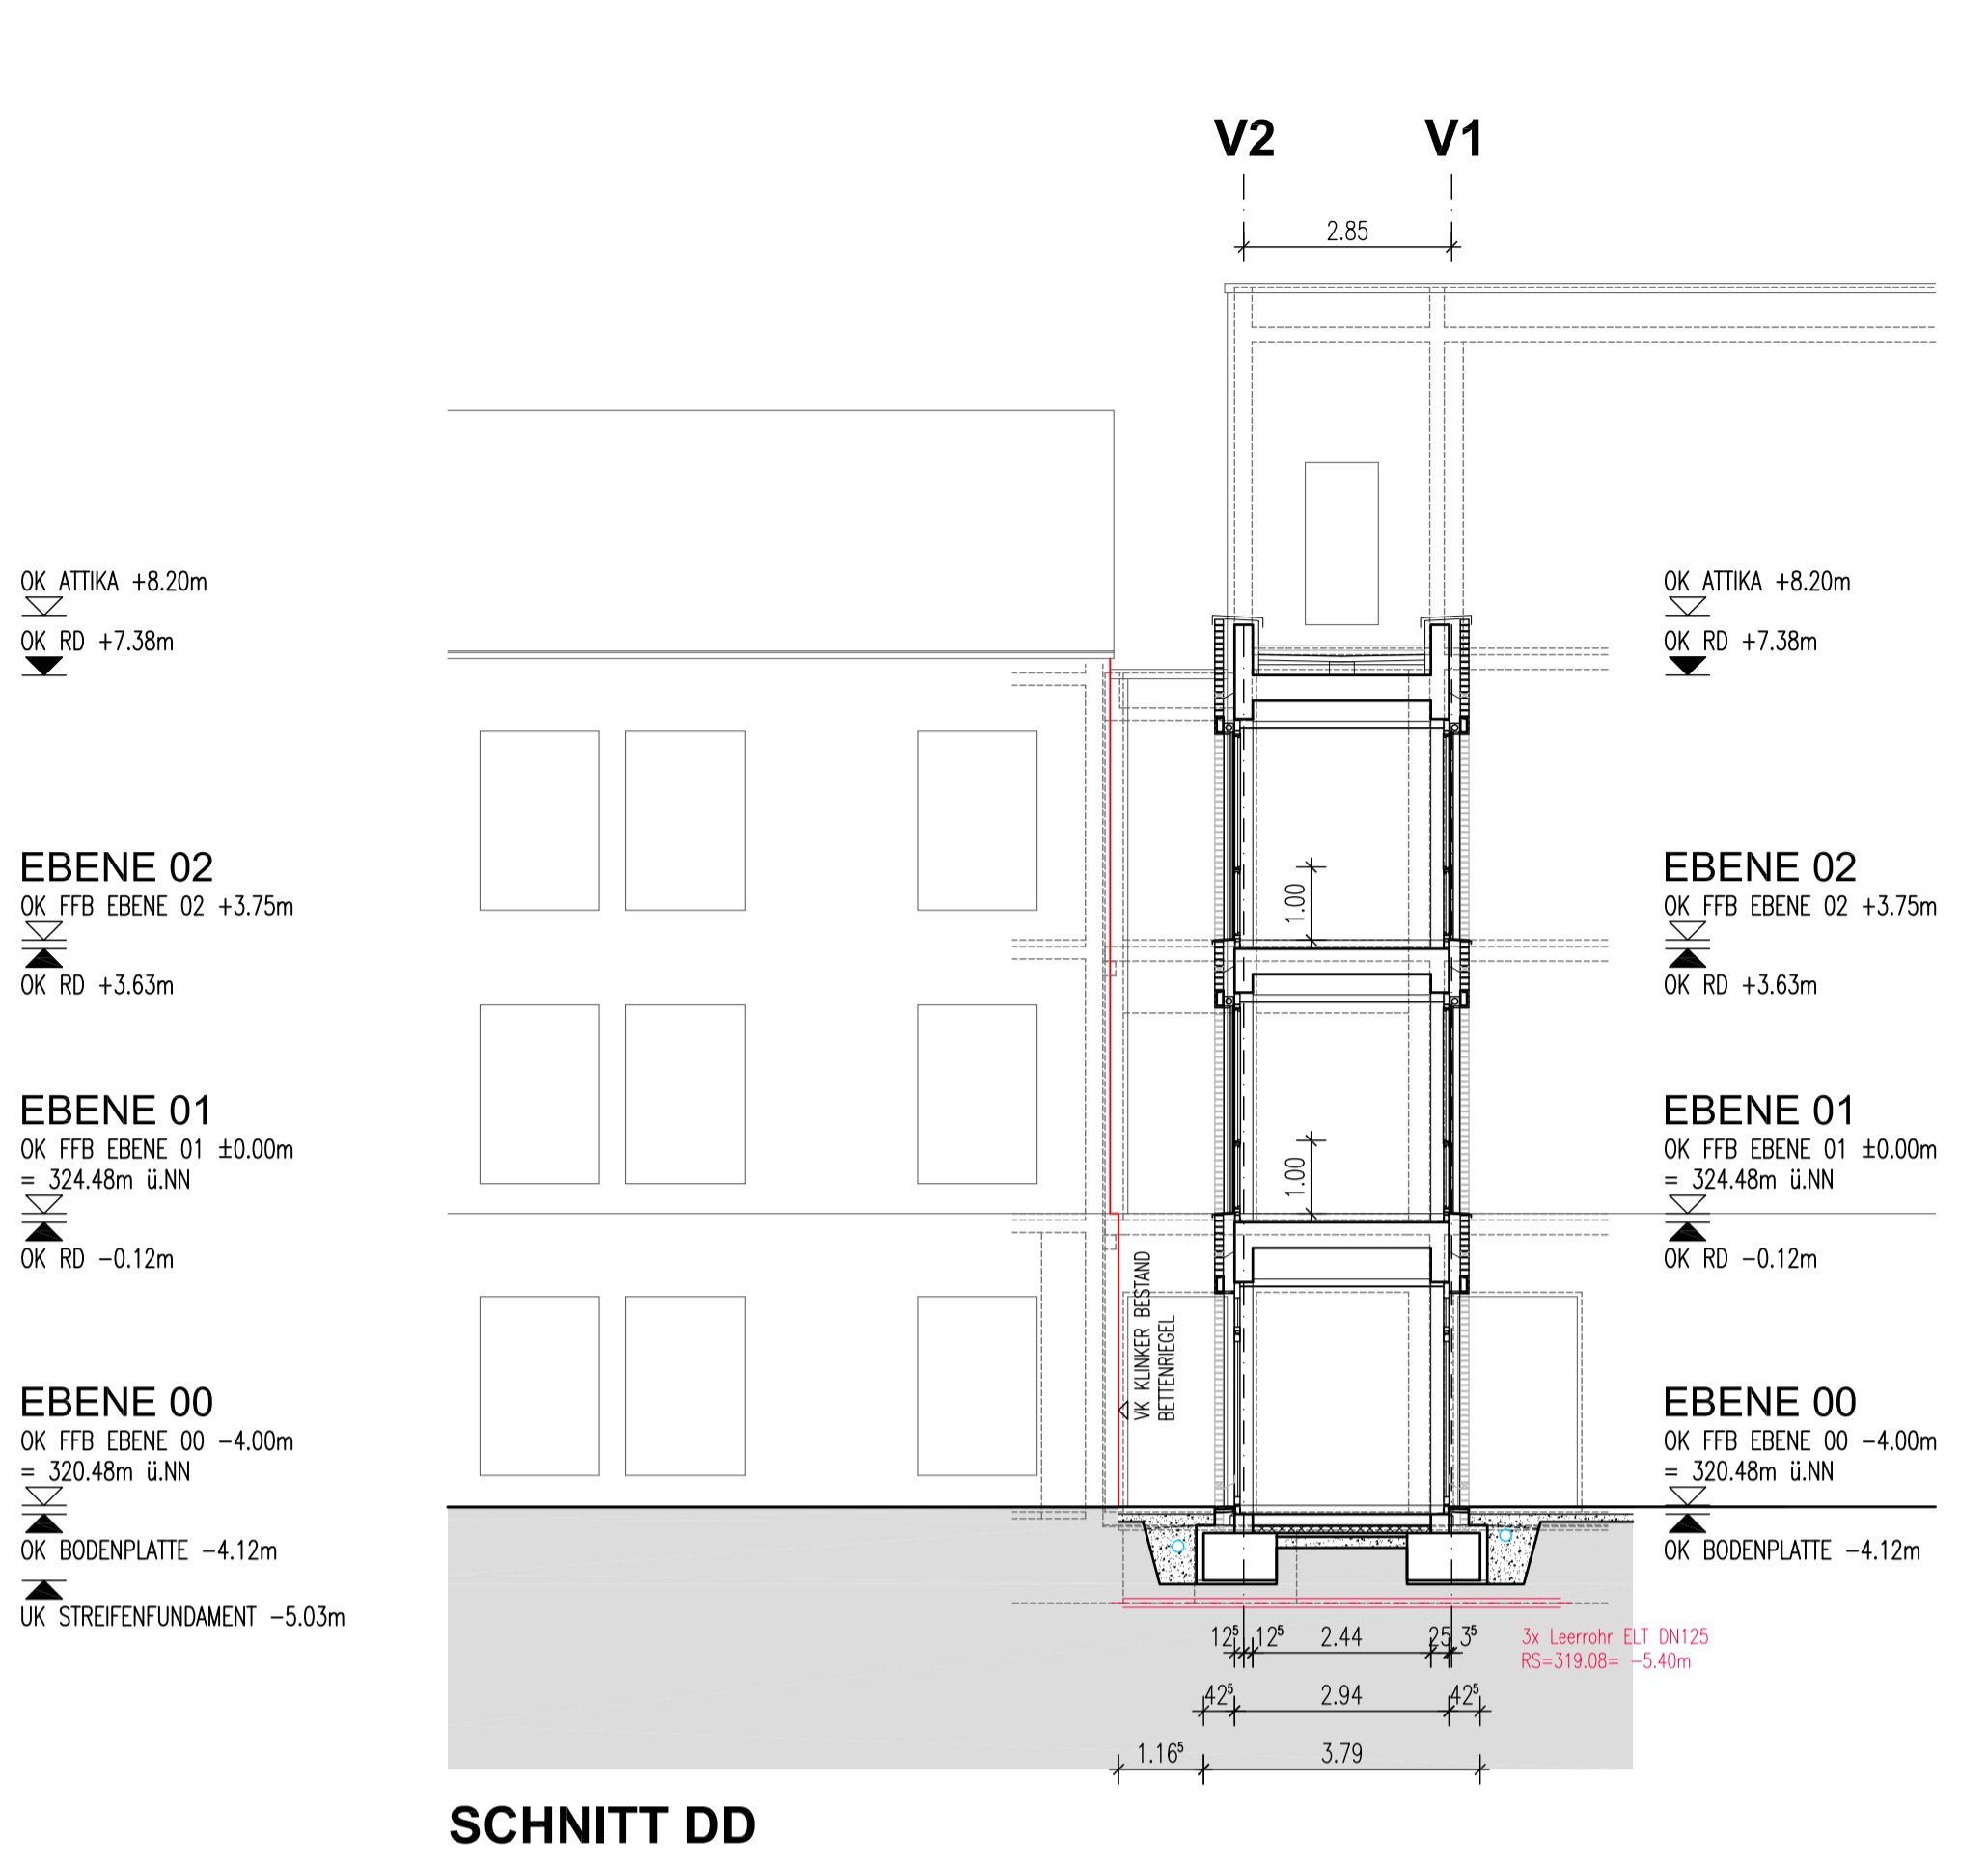 V2 V1
2.85
OK ATTIKA +8.20m
OK RD +7.38m
OK ATTIKA +8.20m
OK RD +7.38m
EBENE 02
OK FFB EBENE 02 +3.75m
OK RD +3.63m
1.00
EBENE 02
OK FFB EBENE 02 +3.75m
OK RD +3.63m
EBENE 01
OK FFB EBENE 01 ±0.00m
= 324.48m ü.NN
OK RD -0.12m
1.00
EBENE 01
OK FFB EBENE 01 ±0.00m
= 324.48m ü.NN
OK RD -0.12m
VK KLINKER BESTAND
BETTENRIEGEL
EBENE 00
OK FFB EBENE 00 -4.00m
= 320.48m ü.NN
OK BODENPLATTE -4.12m
UK STREIFENFUNDAMENT -5.03m
EBENE 00
OK FFB EBENE 00 -4.00m
= 320.48m ü.NN
OK BODENPLATTE -4.12m
12⁵ 12⁵ 2.44 25 3⁵
3x Leerrohr ELT DN125
RS=319.08= -5.40m
42⁵ 2.94 42⁵
1.16⁵ 3.79
SCHNITT DD